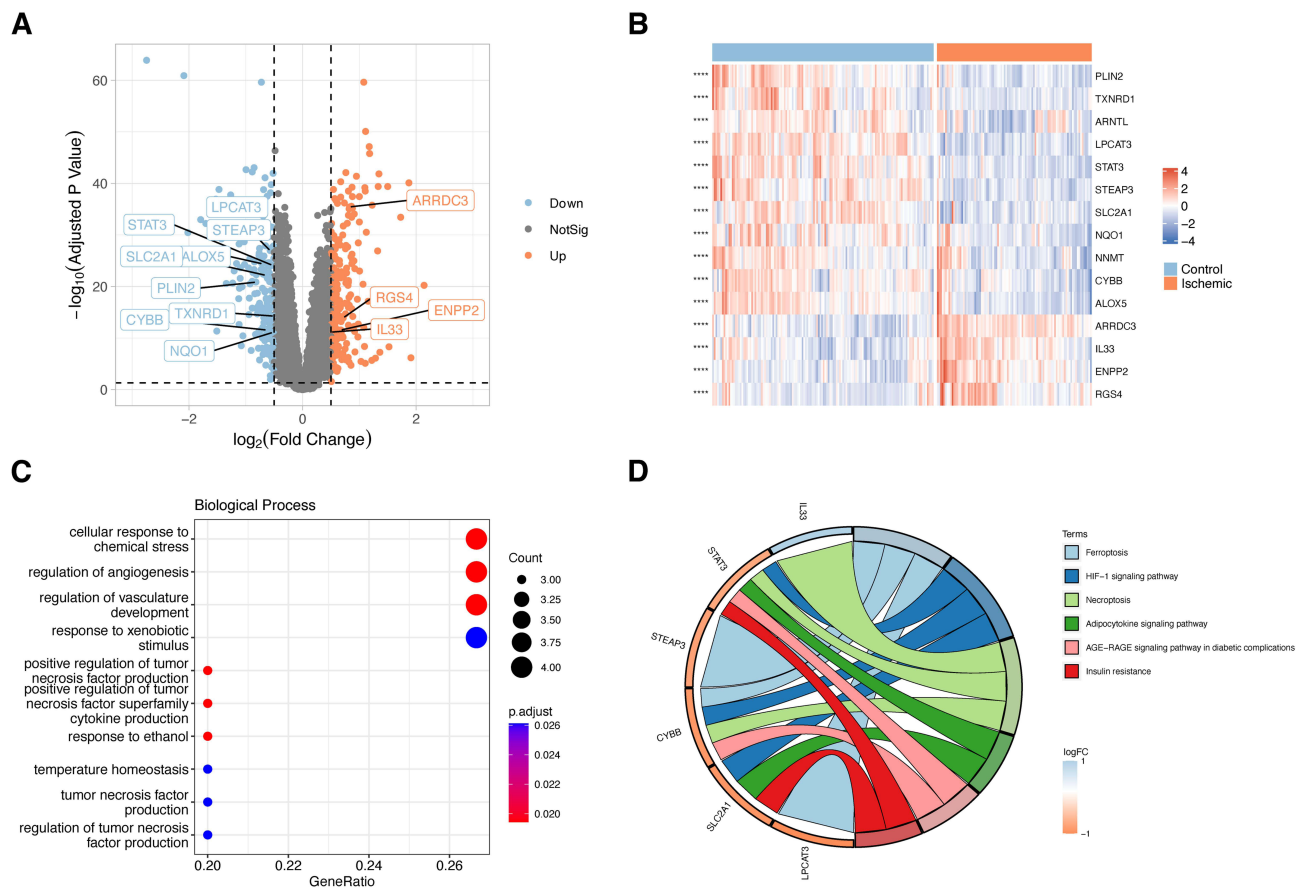 A
60
40
20
0
−2
0
2
−log10(Adjusted P Value)
log2(Fold Change)
LPCAT3
STAT3
STEAP3
SLC2A1
ALOX5
PLIN2
CYBB
TXNRD1
NQO1
ARRDC3
RGS4
ENPP2
IL33
Down
NotSig
Up
B
**** PLIN2
**** TXNRD1
**** ARNTL
**** LPCAT3
**** STAT3
**** STEAP3
**** SLC2A1
**** NQO1
**** NNMT
**** CYBB
**** ALOX5
**** ARRDC3
**** IL33
**** ENPP2
**** RGS4
4
2
0
−2
−4
Control
Ischemic
C
Biological Process
cellular response to
chemical stress
regulation of angiogenesis
regulation of vasculature
development
response to xenobiotic
stimulus
positive regulation of tumor
necrosis factor production
positive regulation of tumor
necrosis factor superfamily
cytokine production
response to ethanol
temperature homeostasis
tumor necrosis factor
production
regulation of tumor necrosis
factor production
0.20
0.22
0.24
0.26
GeneRatio
Count
3.00
3.25
3.50
3.75
4.00
p.adjust
0.026
0.024
0.022
0.020
D
IL33
STAT3
STEAP3
CYBB
SLC2A1
LPCAT3
Terms
Ferroptosis
HIF−1 signaling pathway
Necroptosis
Adipocytokine signaling pathway
AGE−RAGE signaling pathway in diabetic complications
Insulin resistance
logFC
1
−1